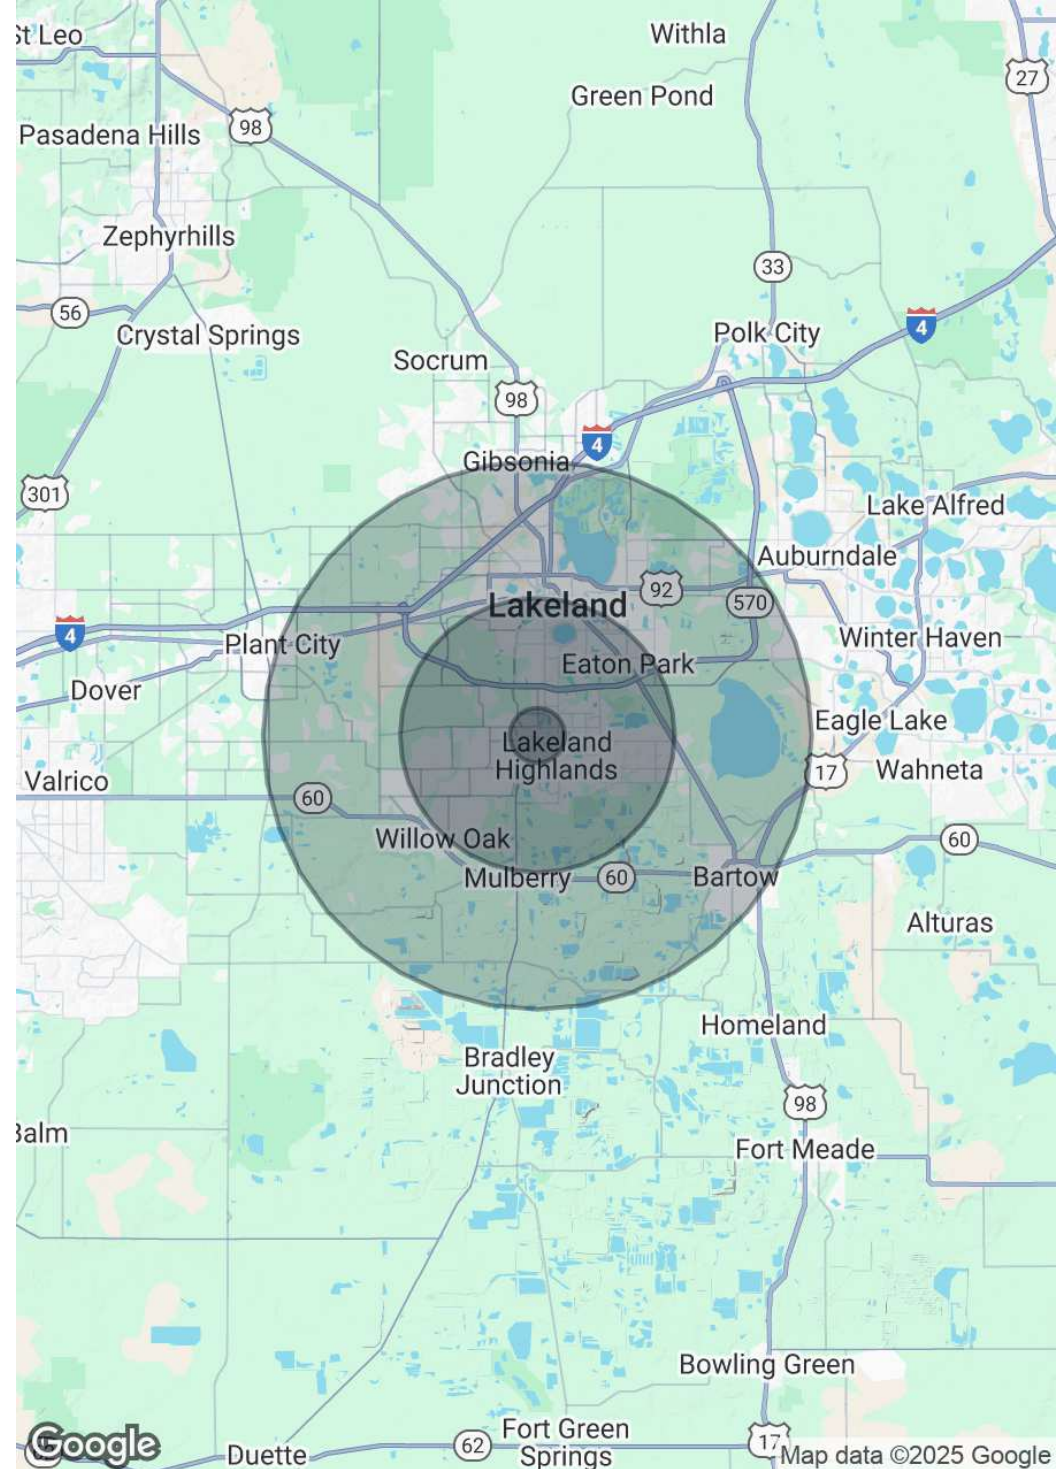 St Leo
Withla
27
Green Pond
98
Pasadena Hills
Zephyrhills
33
56
4
Crystal Springs
Polk City
Socrum
98
4
Gibsonia
301
Lake Alfred
Auburndale
92
570
Lakeland
4
Plant City
Winter Haven
Eaton Park
Dover
Eagle Lake
Lakeland
Highlands
17
Wahneta
Valrico
60
Willow Oak
60
Mulberry
60
Bartow
Alturas
Homeland
Bradley
Junction
98
Balm
Fort Meade
Bowling Green
Fort Green
Springs
62
17
Google
Duette
Map data ©2025 Google